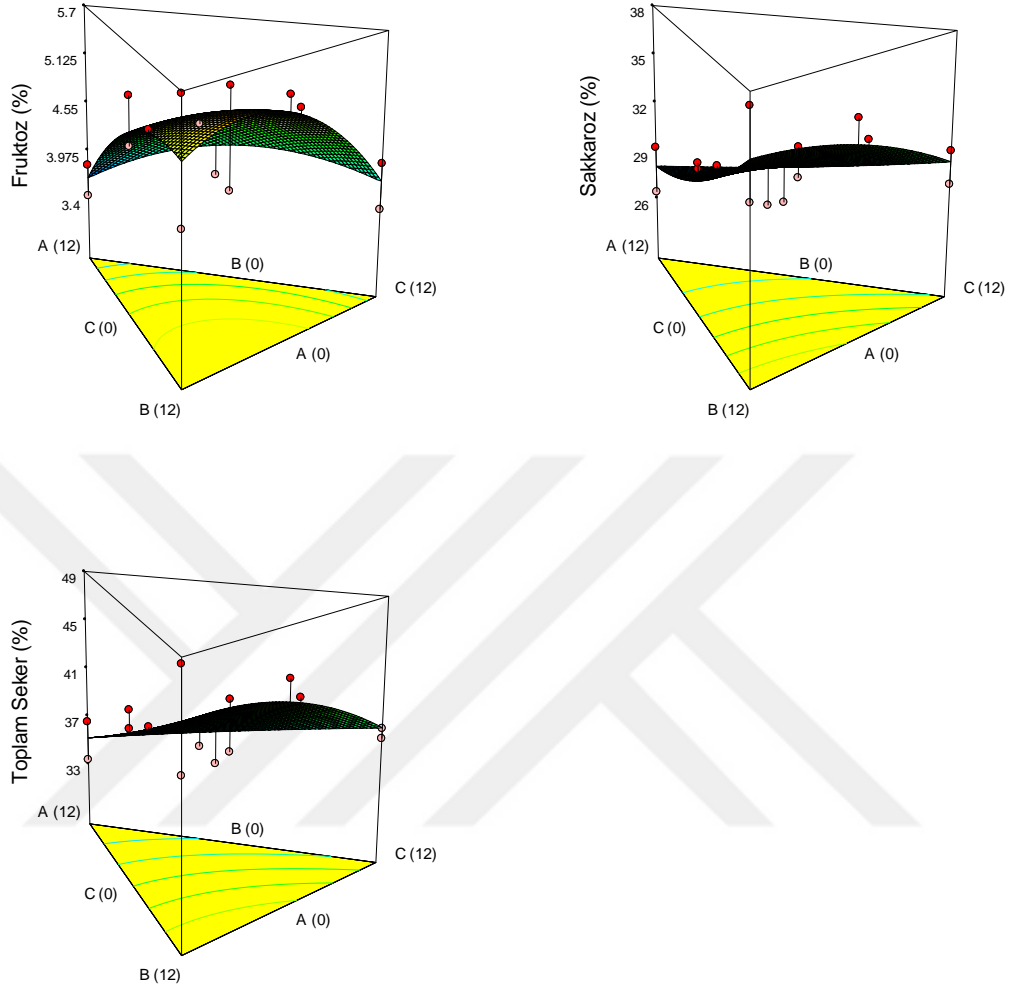 5.7
5.125
4.55
3.975
3.4
Fruktoz (%)
A (12)
B (0)
C (12)
C (0)
A (0)
B (12)
38
35
32
29
26
Sakkaroz (%)
A (12)
B (0)
C (12)
C (0)
A (0)
B (12)
49
45
41
37
33
Toplam Seker (%)
A (12)
B (0)
C (12)
C (0)
A (0)
B (12)